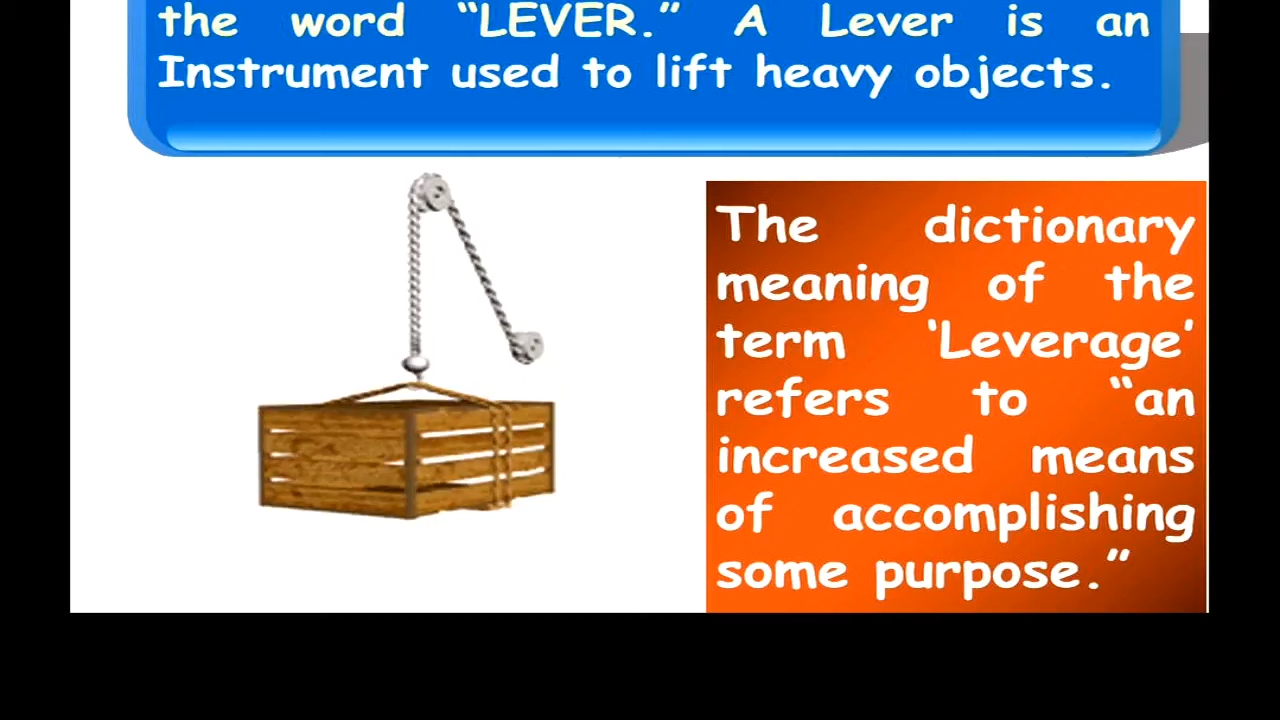 the word “LEVER.” A Lever is an
Instrument used to lift heavy objects.
The dictionary
meaning of the
term ‘Leverage’
refers to “an
increased means
of accomplishing
some purpose.”